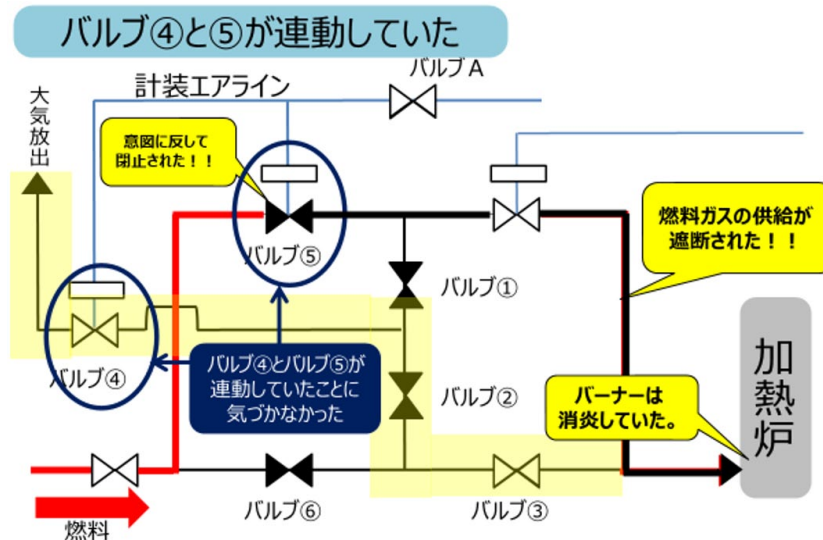 バルブ④と⑤が連動していた
バルブA
計装エアライン
大気放出
意図に反して
閉止された！！
バルブ⑤
燃料ガスの供給が
遮断された！！
バルブ①
バルブ④
バルブ④とバルブ⑤が
連動していたことに
気づかなかった
バルブ②
バーナーは
消炎していた。
加熱炉
バルブ⑥
バルブ③
燃料